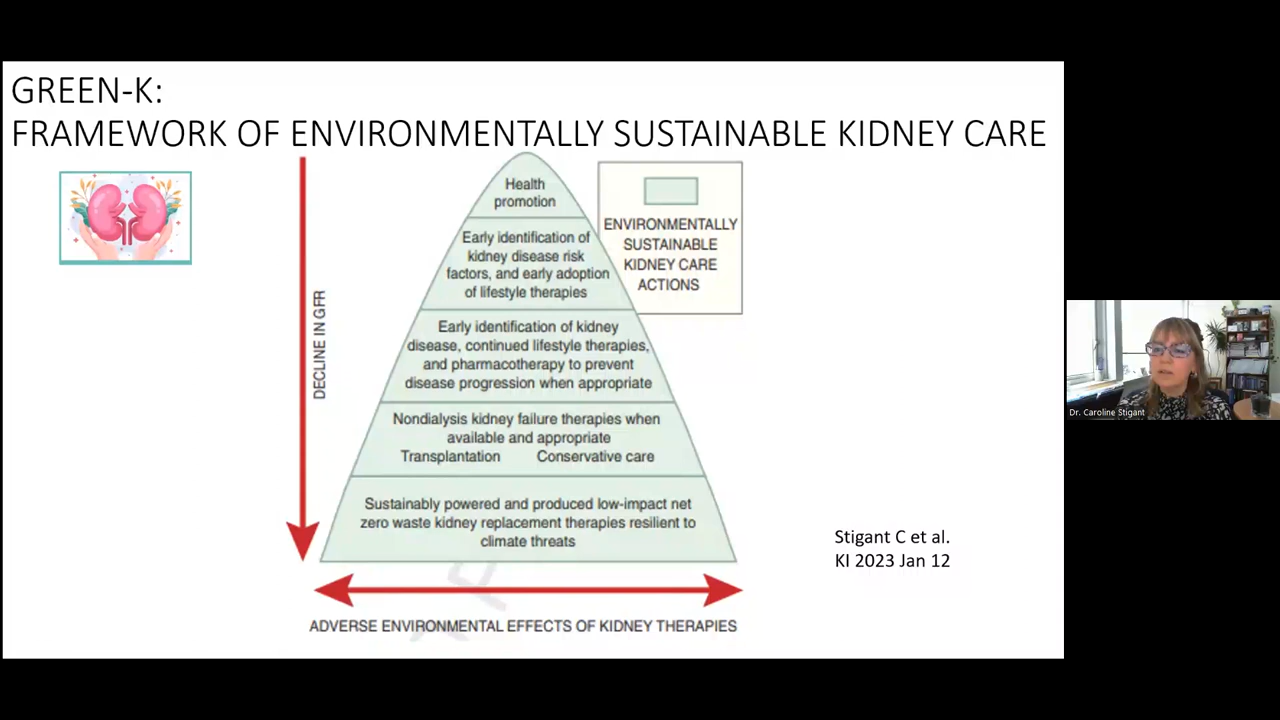 GREEN-K:
FRAMEWORK OF ENVIRONMENTALLY SUSTAINABLE KIDNEY CARE
Health
promotion
Early identification of
kidney disease risk
factors, and early adoption
of lifestyle therapies
Early identification of kidney
disease, continued lifestyle therapies,
and pharmacotherapy to prevent
disease progression when appropriate
Nondialysis kidney failure therapies when
available and appropriate
Transplantation Conservative care
Sustainably powered and produced low-impact net
zero waste kidney replacement therapies resilient to
climate threats
ENVIRONMENTALLY
SUSTAINABLE
KIDNEY CARE
ACTIONS
DECLINE IN GFR
ADVERSE ENVIRONMENTAL EFFECTS OF KIDNEY THERAPIES
Stigant C et al.
KI 2023 Jan 12
Dr. Caroline Stigant